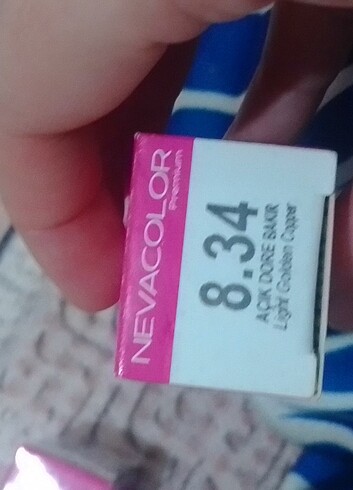 NEVACOLOR
Premium
8.34
AÇIK DORE BAKIR
Light Golden Copper